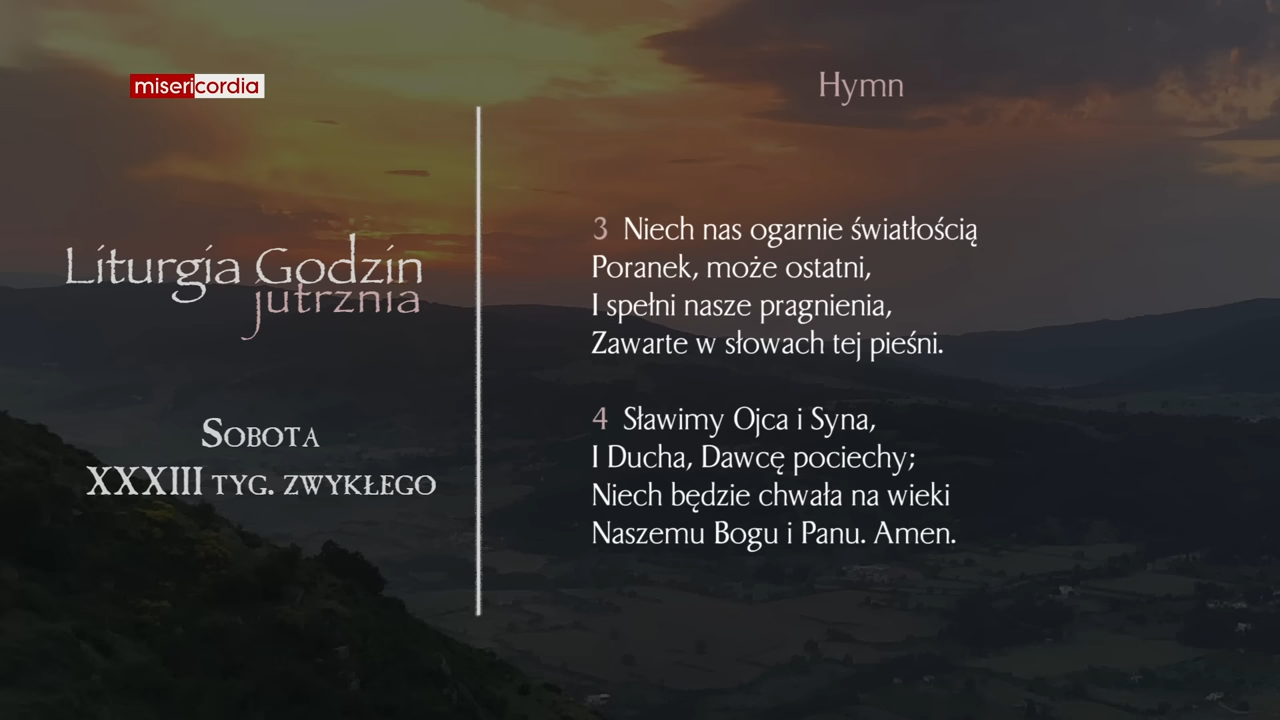 misericordia
Liturgia Godzin
jutrznia
Sobota
XXXIII tyg. zwykłego
Hymn
3 Niech nas ogarnie światłością
Poranek, może ostatni,
I spełni nasze pragnienia,
Zawarte w słowach tej pieśni.
4 Sławimy Ojca i Syna,
I Ducha, Dawcę pociechy;
Niech będzie chwała na wieki
Naszemu Bogu i Panu. Amen.